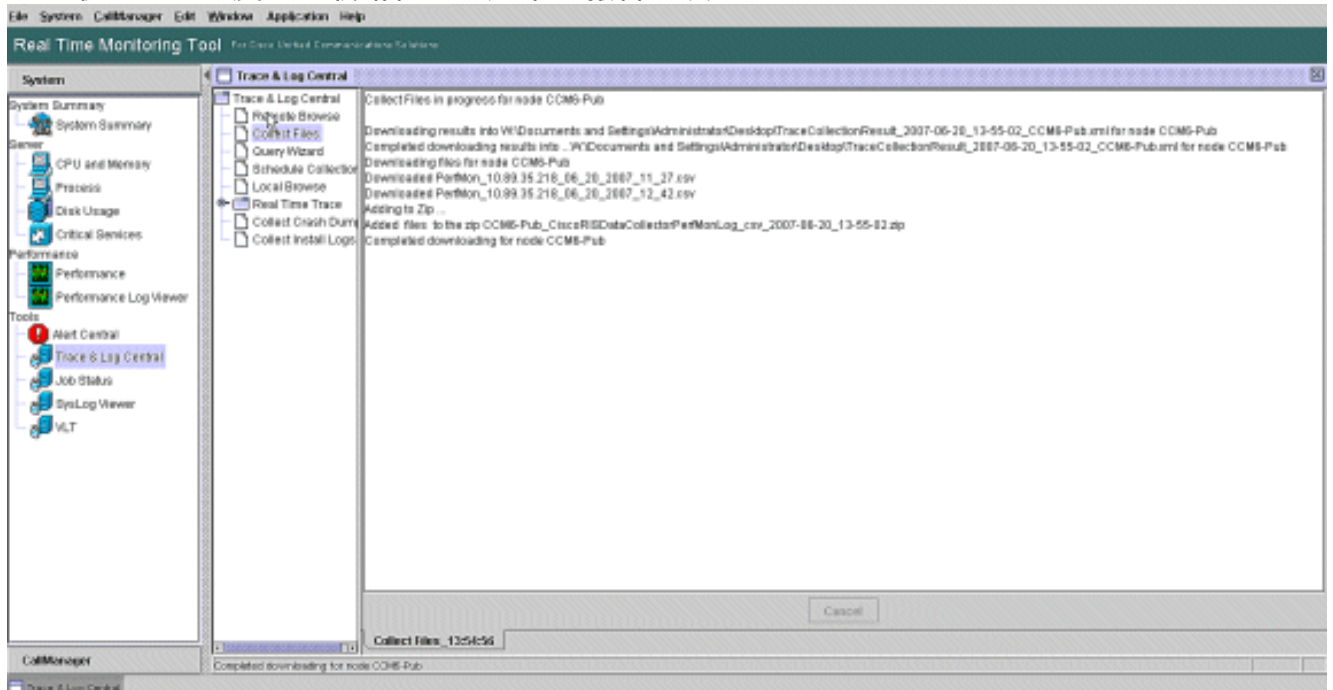 File System CallManager Edit Window Application Help
Real Time Monitoring Tool For Cisco Unified Communications Solutions
System
System Summary
System Summary
Server
CPU and Memory
Process
Disk Usage
Critical Services
Performance
Performance
Performance Log Viewer
Tools
Alert Central
Trace & Log Central
Job Status
SysLog Viewer
VLT
CallManager
Trace & Log Central
Trace & Log Central
Remote Browse
Collect Files
Query Wizard
Schedule Collection
Local Browse
Real Time Trace
Collect Crash Dump
Collect Install Logs
Collect Files in progress for node CCM6-Pub
Downloading results into W:\Documents and Settings\Administrator\Desktop\TraceCollectionResult_2007-06-20_13-55-02_CCM6-Pub.xml for node CCM6-Pub
Completed downloading results into ..W:\Documents and Settings\Administrator\Desktop\TraceCollectionResult_2007-06-20_13-55-02_CCM6-Pub.xml for node CCM6-Pub
Downloading files for node CCM6-Pub
Downloaded PerfMon_10.89.35.218_06_20_2007_11_27.csv
Downloaded PerfMon_10.89.35.218_06_20_2007_12_42.csv
Adding to Zip ...
Added files to the zip CCM6-Pub_CiscoRISDataCollectorPerfMonLog_csv_2007-06-20_13-55-02.zip
Completed downloading for node CCM6-Pub
Cancel
Collect Files_13:54:56
Completed downloading for node CCM6-Pub
Trace & Log Central